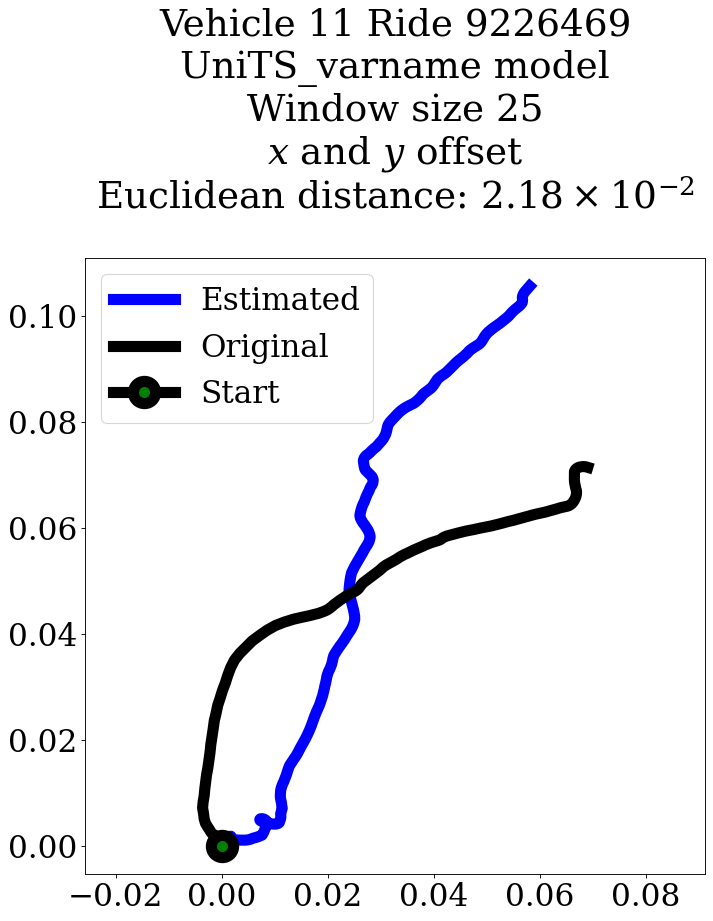 Vehicle 11 Ride 9226469
UniTS_varname model
Window size 25
x and y offset
Euclidean distance: 2.18 × 10⁻²
Estimated
Original
Start
0.10
0.08
0.06
0.04
0.02
0.00
−0.02 0.00 0.02 0.04 0.06 0.08